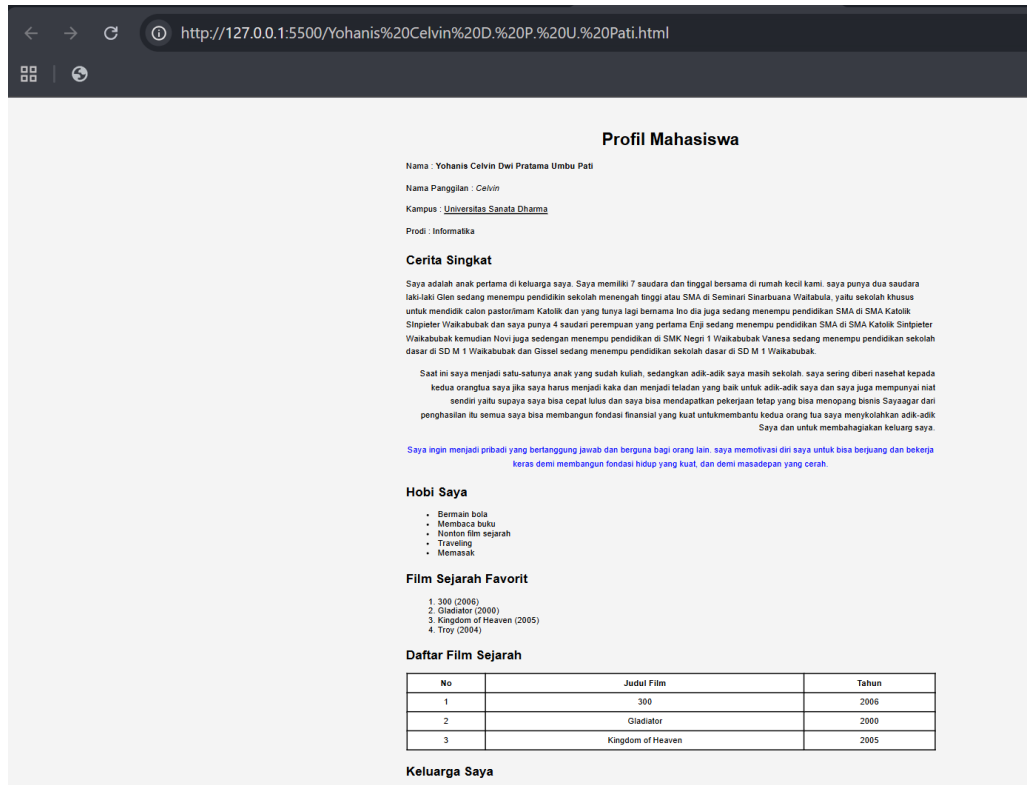 http://127.0.0.1:5500/Yohanis%20Celvin%20D.%20P.%20U.%20Pati.html
Profil Mahasiswa
Nama : Yohanis Celvin Dwi Pratama Umbu Pati
Nama Panggilan : Celvin
Kampus : Universitas Sanata Dharma
Prodi : Informatika
Cerita Singkat
Saya adalah anak pertama di keluarga saya. Saya memiliki 7 saudara dan tinggal bersama di rumah kecil kami. saya punya dua saudara
laki-laki Glen sedang menempu pendidikin sekolah menengah tinggi atau SMA di Seminari Sinarbuana Waitabula, yaitu sekolah khusus
untuk mendidik calon pastor/imam Katolik dan yang tunya lagi bernama Ino dia juga sedang menempu pendidikan SMA di SMA Katolik
SInpieter Waikabubak dan saya punya 4 saudari perempuan yang pertama Enji sedang menempu pendidikan SMA di SMA Katolik Sintpieter
Waikabubak kemudian Novi juga sedengan menempu pendidikan di SMK Negri 1 Waikabubak Vanesa sedang menempu pendidikan sekolah
dasar di SD M 1 Waikabubak dan Gissel sedang menempu pendidikan sekolah dasar di SD M 1 Waikabubak.
Saat ini saya menjadi satu-satunya anak yang sudah kuliah, sedangkan adik-adik saya masih sekolah. saya sering diberi nasehat kepada
kedua orangtua saya jika saya harus menjadi kaka dan menjadi teladan yang baik untuk adik-adik saya dan saya juga mempunyai niat
sendiri yaitu supaya saya bisa cepat lulus dan saya bisa mendapatkan pekerjaan tetap yang bisa menopang bisnis Sayaagar dari
penghasilan itu semua saya bisa membangun fondasi finansial yang kuat untukmembantu kedua orang tua saya menykolahkan adik-adik
Saya dan untuk membahagiakan keluarg saya.
Saya ingin menjadi pribadi yang bertanggung jawab dan berguna bagi orang lain. saya memotivasi diri saya untuk bisa berjuang dan bekerja
keras demi membangun fondasi hidup yang kuat, dan demi masadepan yang cerah.
Hobi Saya
• Bermain bola
• Membaca buku
• Nonton film sejarah
• Traveling
• Memasak
Film Sejarah Favorit
1. 300 (2006)
2. Gladiator (2000)
3. Kingdom of Heaven (2005)
4. Troy (2004)
Daftar Film Sejarah
No Judul Film Tahun
1 300 2006
2 Gladiator 2000
3 Kingdom of Heaven 2005
Keluarga Saya